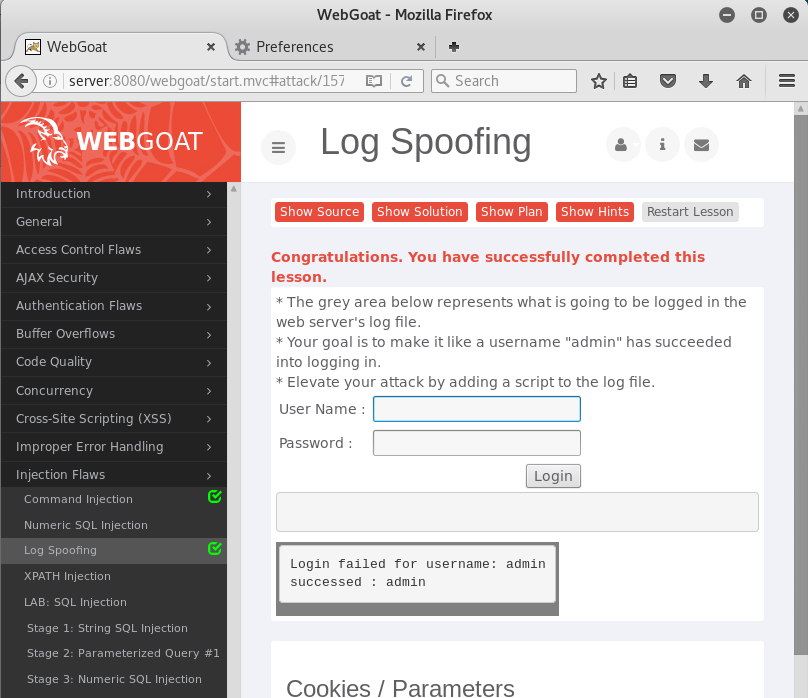 WebGoat - Mozilla Firefox
WebGoat
Preferences
server:8080/webgoat/start.mvc#attack/157
Search
WEBGOAT
Log Spoofing
Introduction
General
Access Control Flaws
AJAX Security
Authentication Flaws
Buffer Overflows
Code Quality
Concurrency
Cross-Site Scripting (XSS)
Improper Error Handling
Injection Flaws
Command Injection
Numeric SQL Injection
Log Spoofing
XPATH Injection
LAB: SQL Injection
Stage 1: String SQL Injection
Stage 2: Parameterized Query #1
Stage 3: Numeric SQL Injection
Show Source Show Solution Show Plan Show Hints Restart Lesson
Congratulations. You have successfully completed this
lesson.
* The grey area below represents what is going to be logged in the
web server's log file.
* Your goal is to make it like a username "admin" has succeeded
into logging in.
* Elevate your attack by adding a script to the log file.
User Name :
Password :
Login
Login failed for username: admin
successed : admin
Cookies / Parameters